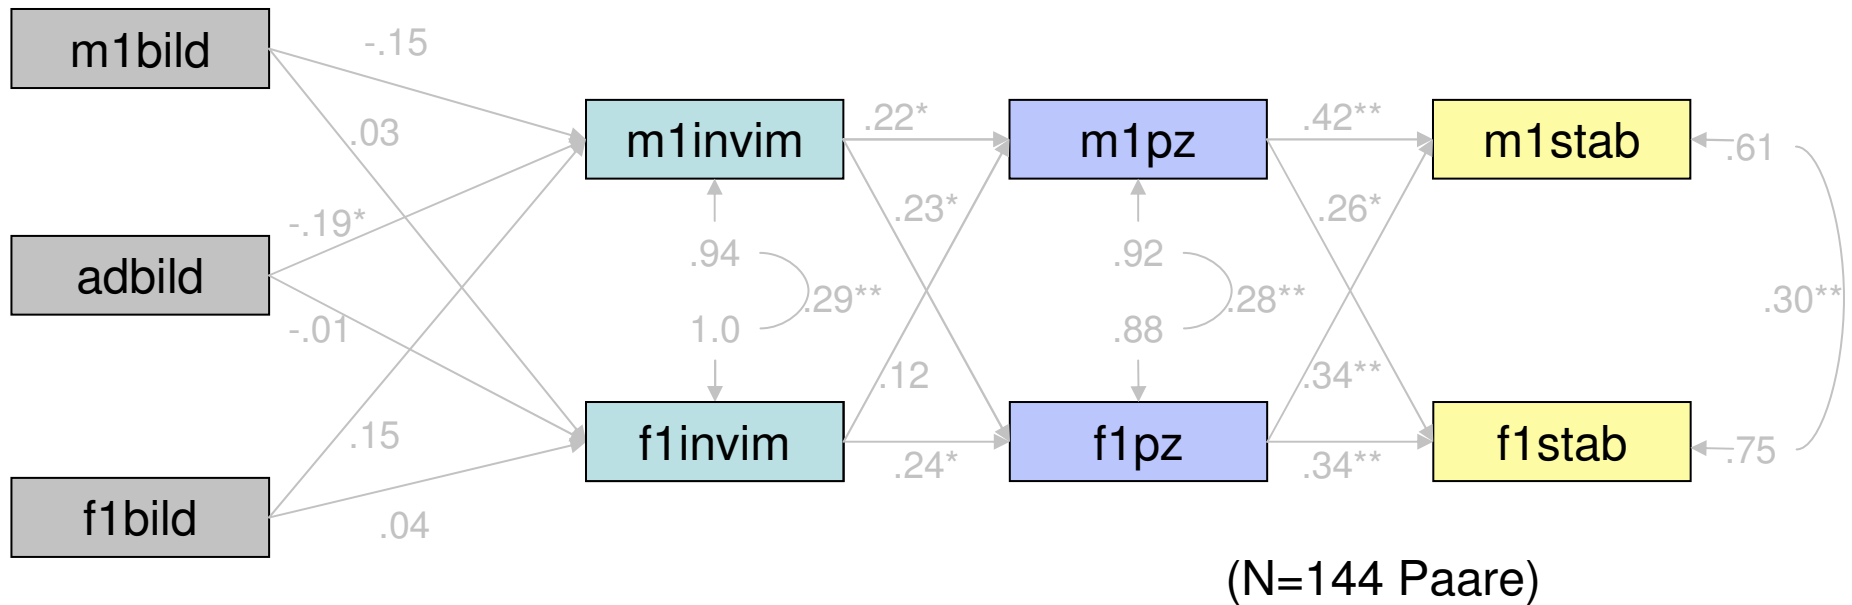 m1bild
-.15
m1invim
.22*
m1pz
.42**
m1stab
.61
.03
.23*
.26*
-.19*
adbild
.94
.92
.29**
.28**
.30**
-.01
1.0
.88
.12
.34**
.15
f1invim
f1pz
f1stab
.75
.24*
.34**
f1bild
.04
(N=144 Paare)